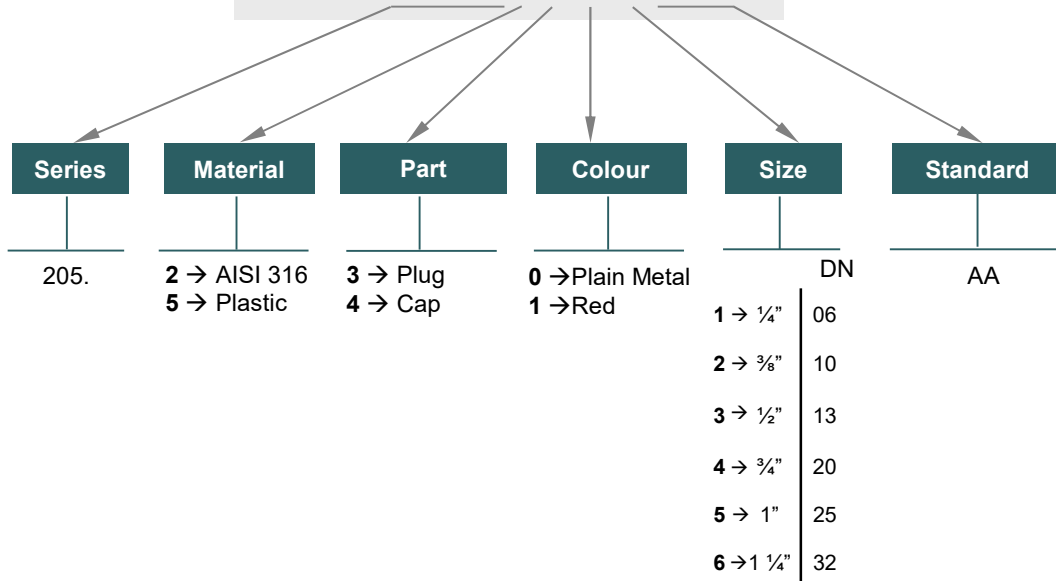 Series Material Part Colour Size Standard
205. 2 → AISI 316 3 → Plug 0 →Plain Metal DN AA
5 → Plastic 4 → Cap 1 →Red
1 → ¼” 06
2 → ⅜” 10
3 → ½” 13
4 → ¾” 20
5 → 1” 25
6 →1 ¼” 32